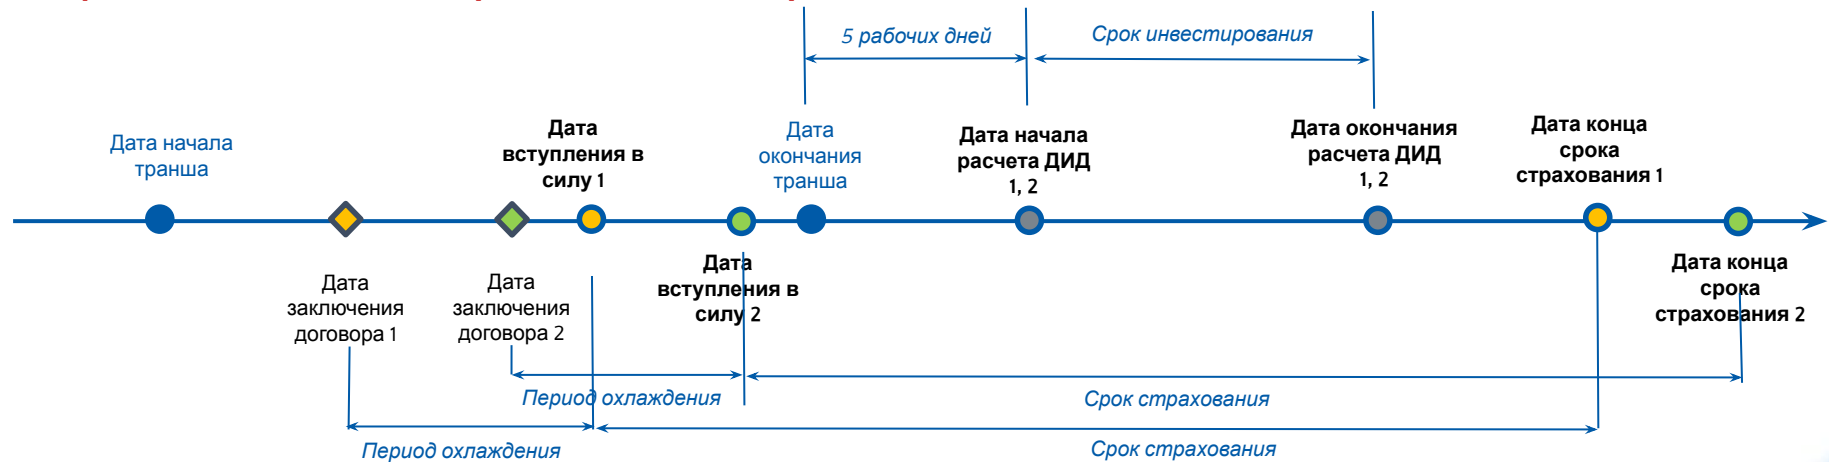 5 рабочих дней
Срок инвестирования
Дата начала
транша
Дата
вступления в
силу 1
Дата
окончания
транша
Дата начала
расчета ДИД
1, 2
Дата окончания
расчета ДИД
1, 2
Дата конца
срока
страхования 1
Дата
заключения
договора 1
Дата
заключения
договора 2
Дата
вступления в
силу 2
Дата конца
срока
страхования 2
Период охлаждения
Срок страхования
Период охлаждения
Срок страхования